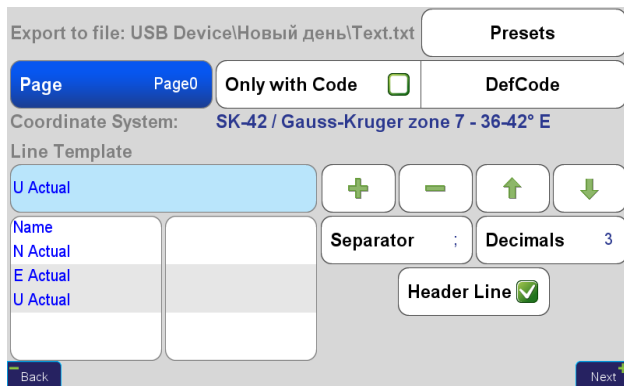 Export to file: USB Device\Новый день\Text.txt
Presets
Page Page0
Only with Code
DefCode
Coordinate System: SK-42 / Gauss-Kruger zone 7 - 36-42° E
Line Template
U Actual
Name
N Actual
E Actual
U Actual
Separator ;
Decimals 3
Header Line
Back
Next